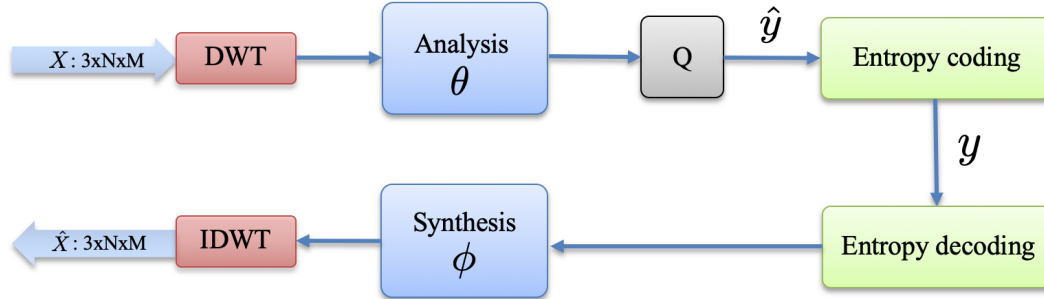 X: 3xNxM
DWT
Analysis
θ
Q
ŷ
Entropy coding
y
X̂: 3xNxM
IDWT
Synthesis
ϕ
Entropy decoding